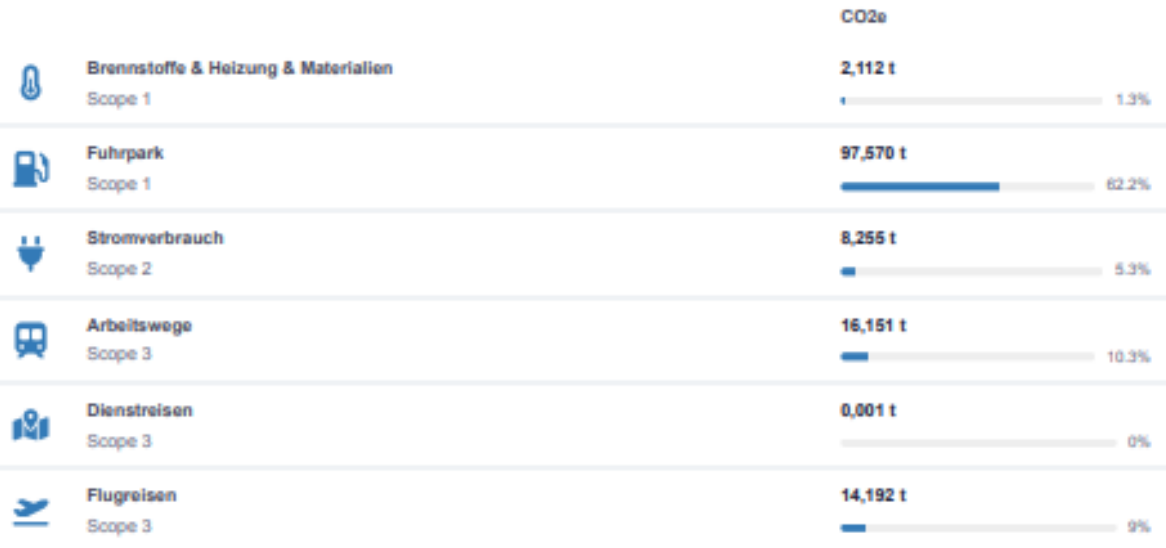 CO2e
Brennstoffe & Heizung & Materialien
2,112 t
Scope 1
1.3%
Fuhrpark
97,570 t
Scope 1
62.2%
Stromverbrauch
8,255 t
Scope 2
5.3%
Arbeitswege
16,151 t
Scope 3
10.3%
Dienstreisen
0,001 t
Scope 3
0%
Flugreisen
14,192 t
Scope 3
9%